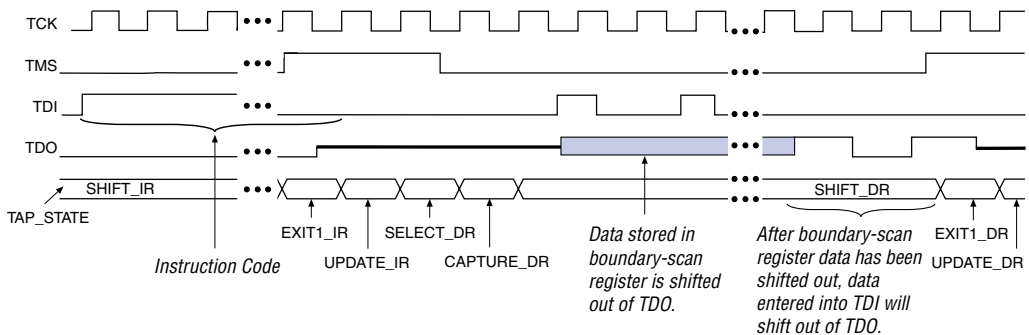 TCK
TMS
TDI
TDO
SHIFT_IR
SHIFT_DR
TAP_STATE
EXIT1_IR
SELECT_DR
EXIT1_DR
UPDATE_IR
CAPTURE_DR
UPDATE_DR
Instruction Code
Data stored in
boundary-scan
register is shifted
out of TDO.
After boundary-scan
register data has been
shifted out, data
entered into TDI will
shift out of TDO.